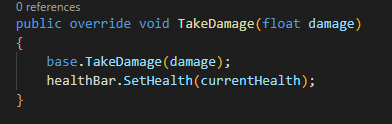 0 references
public override void TakeDamage(float damage)
{
    base.TakeDamage(damage);
    healthBar.SetHealth(currentHealth);
}